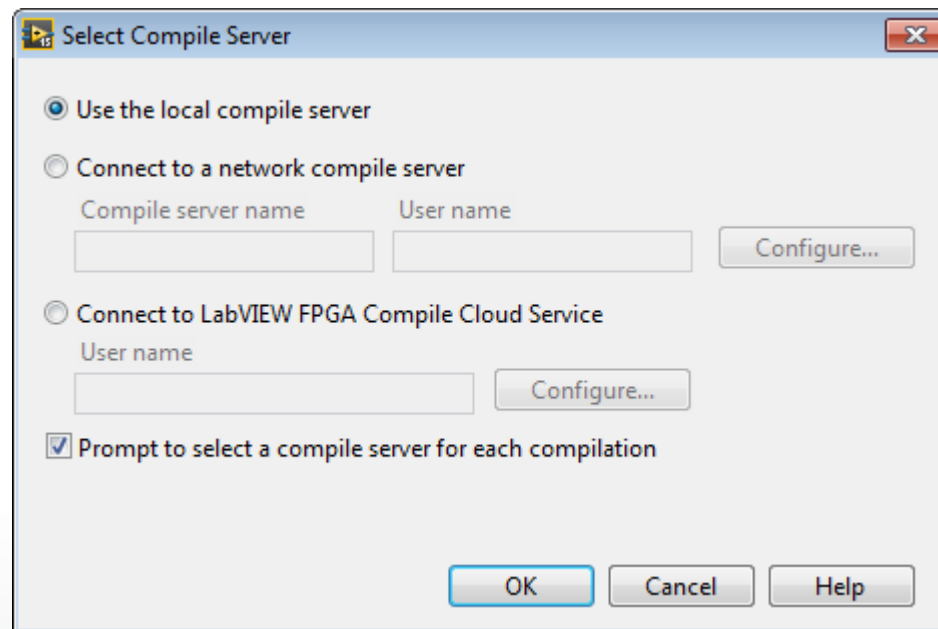 Select Compile Server
Use the local compile server
Connect to a network compile server
Compile server name User name
Configure...
Connect to LabVIEW FPGA Compile Cloud Service
User name
Configure...
Prompt to select a compile server for each compilation
OK Cancel Help